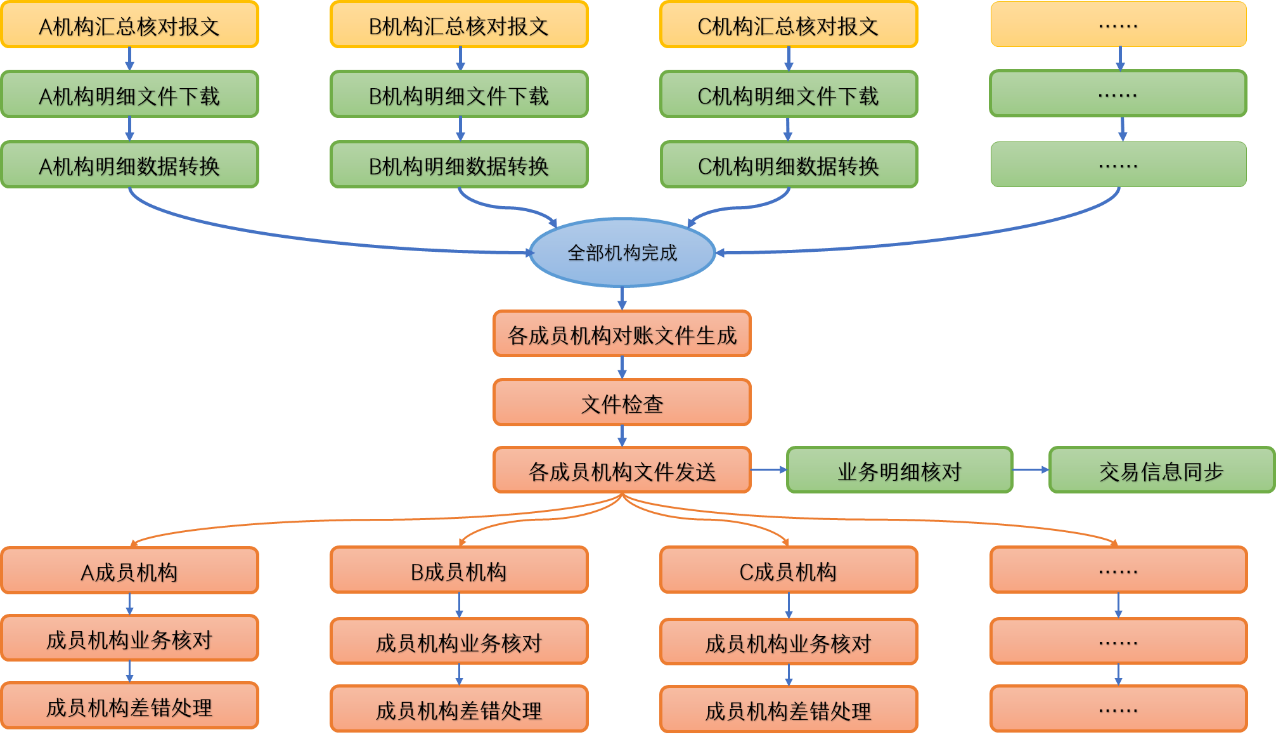 A机构汇总核对报文
B机构汇总核对报文
C机构汇总核对报文
……
A机构明细文件下载
B机构明细文件下载
C机构明细文件下载
……
A机构明细数据转换
B机构明细数据转换
C机构明细数据转换
……
全部机构完成
各成员机构对账文件生成
文件检查
各成员机构文件发送
业务明细核对
交易信息同步
A成员机构
B成员机构
C成员机构
……
成员机构业务核对
成员机构业务核对
成员机构业务核对
……
成员机构差错处理
成员机构差错处理
成员机构差错处理
……